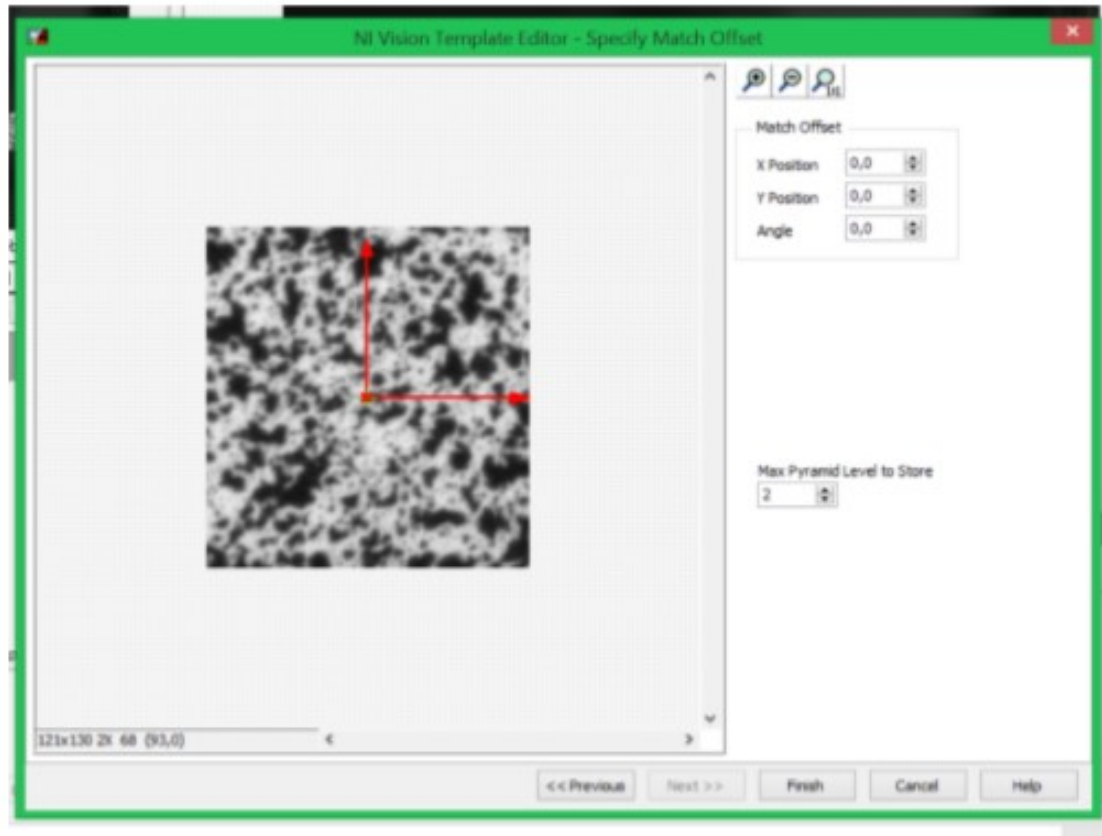 NI Vision Template Editor - Specify Match Offset
Match Offset
X Position 0,0
Y Position 0,0
Angle 0,0
Max Pyramid Level to Store
2
121x130 2X 68 (93,0)
<< Previous Next >> Finish Cancel Help